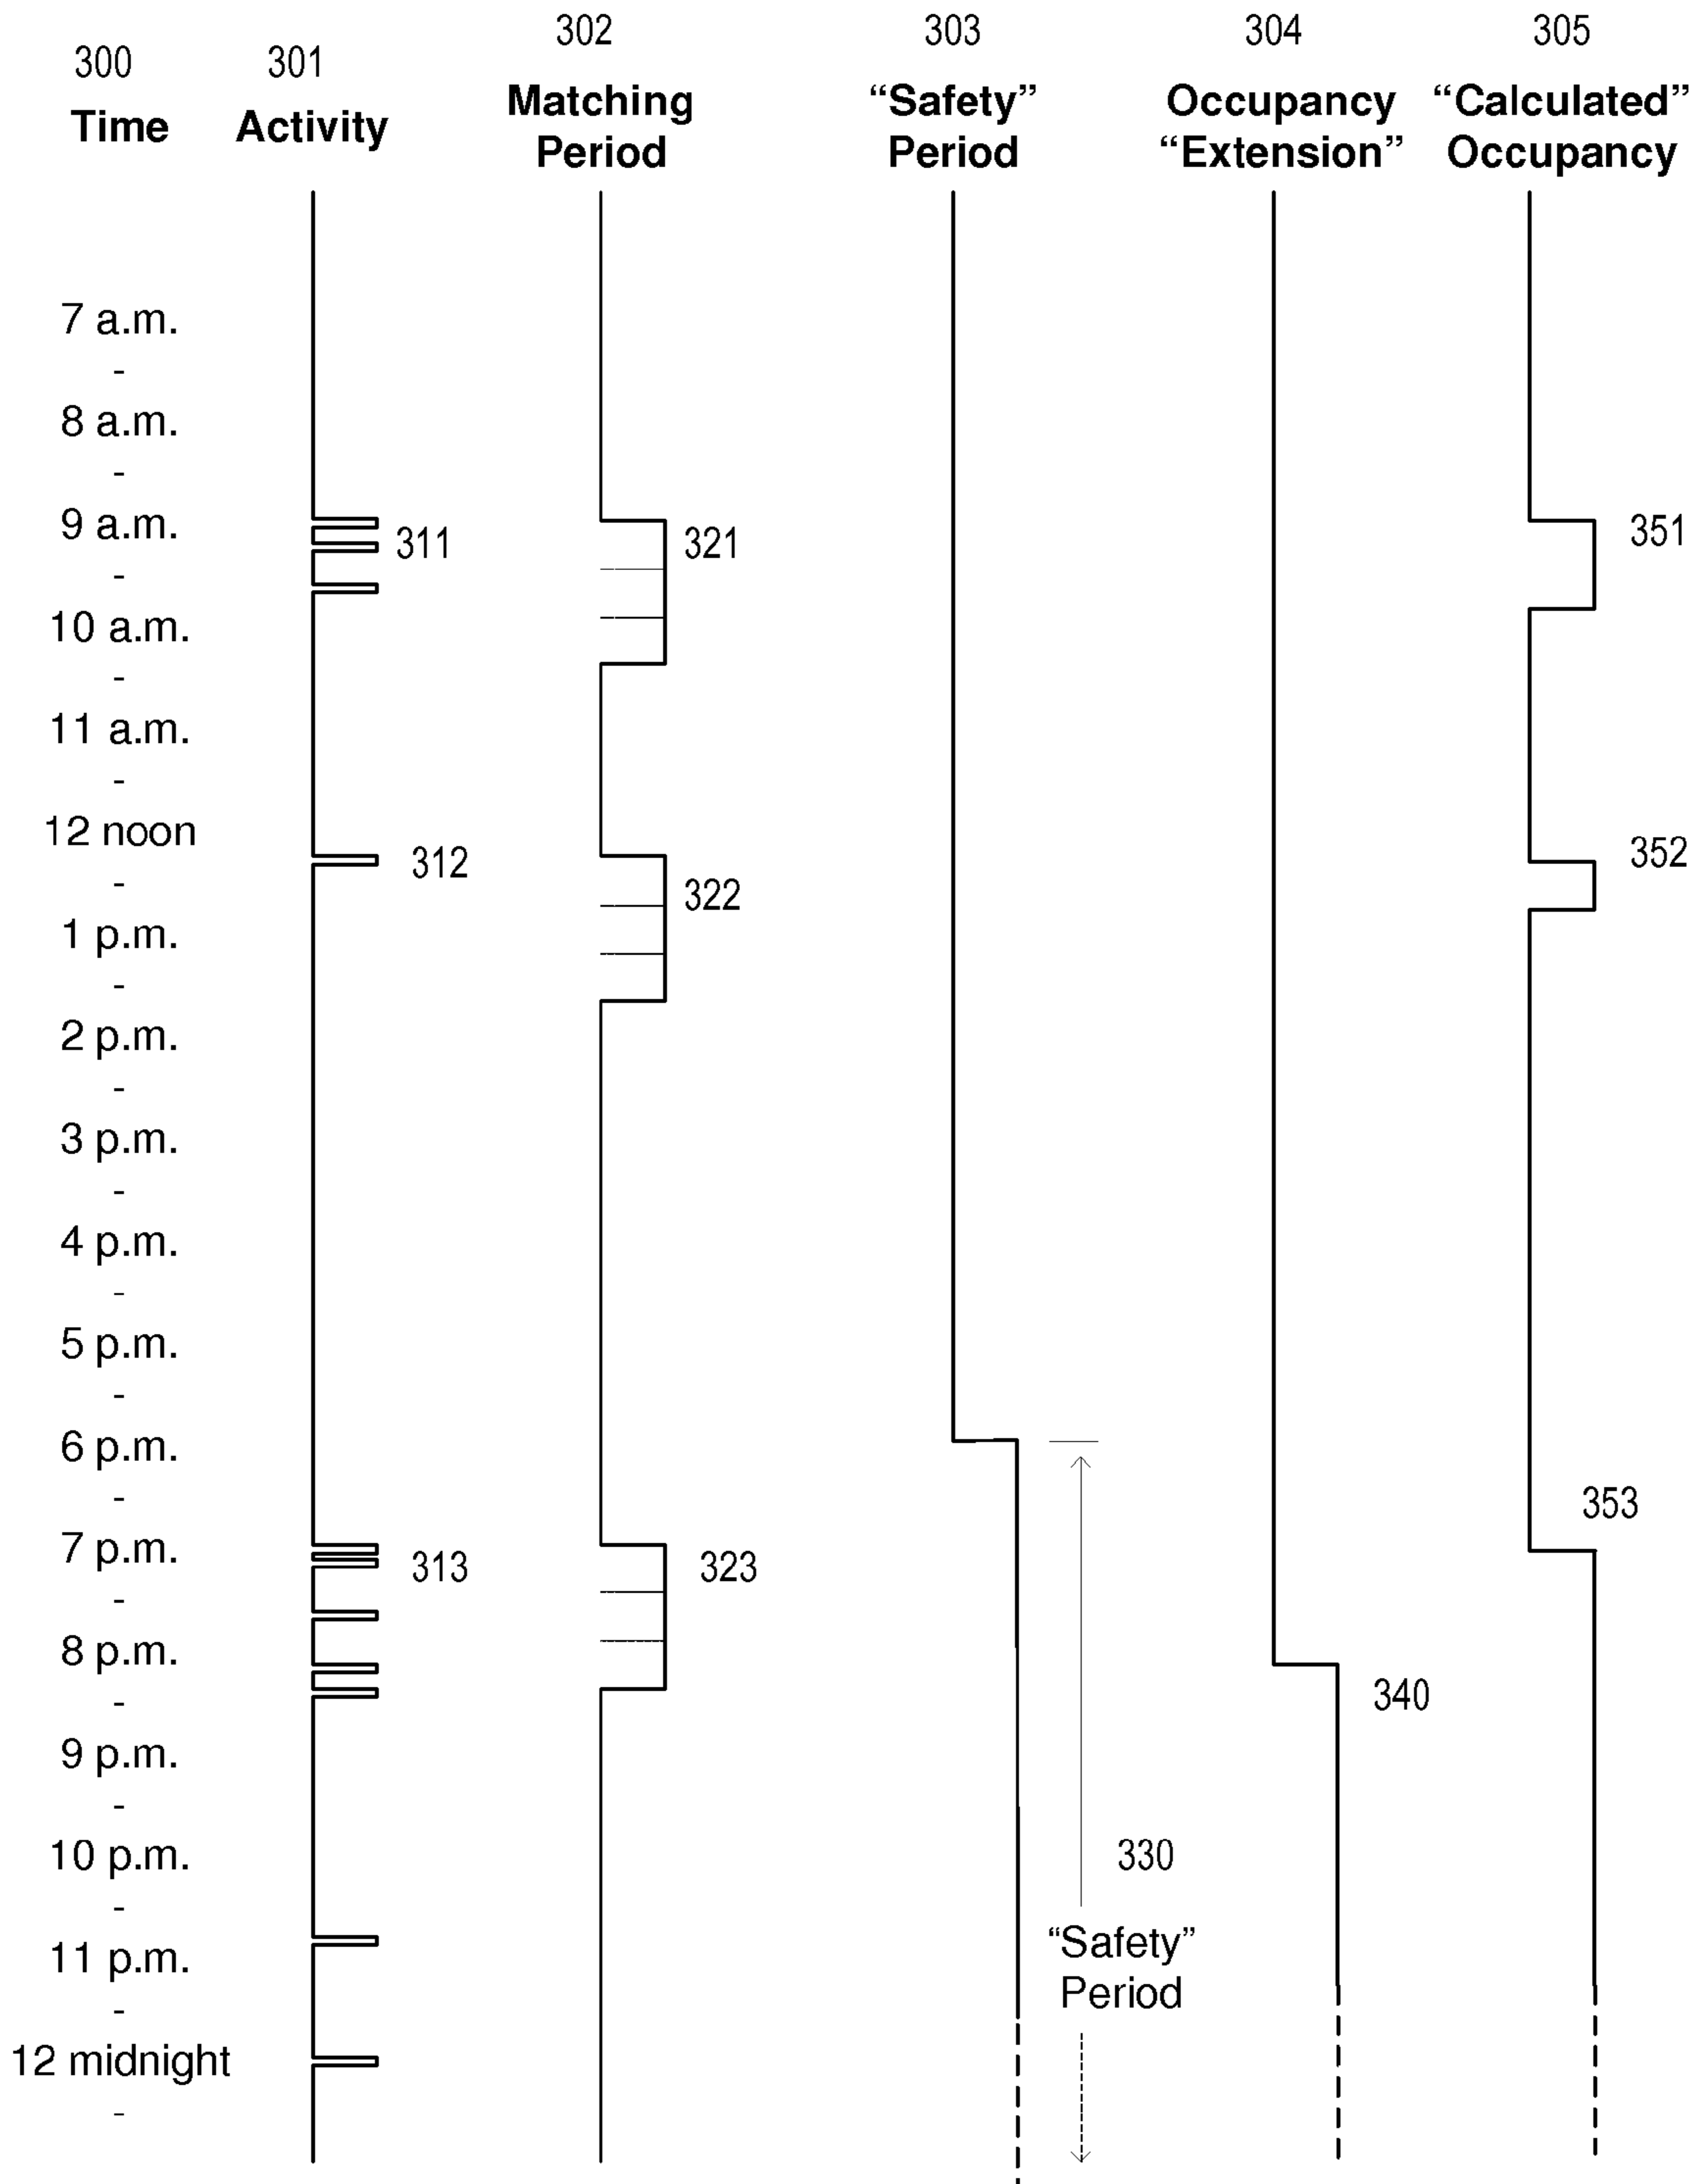 300
301
302
303
304
305
Time
Activity
Matching
Period
“Safety”
Period
Occupancy
“Extension”
“Calculated”
Occupancy
7 a.m.
-
8 a.m.
-
9 a.m.
311
321
351
-
10 a.m.
-
11 a.m.
-
12 noon
312
352
-
322
1 p.m.
-
2 p.m.
-
3 p.m.
-
4 p.m.
-
5 p.m.
-
6 p.m.
-
353
7 p.m.
313
323
-
8 p.m.
340
-
9 p.m.
-
10 p.m.
330
-
“Safety”
Period
11 p.m.
-
12 midnight
-